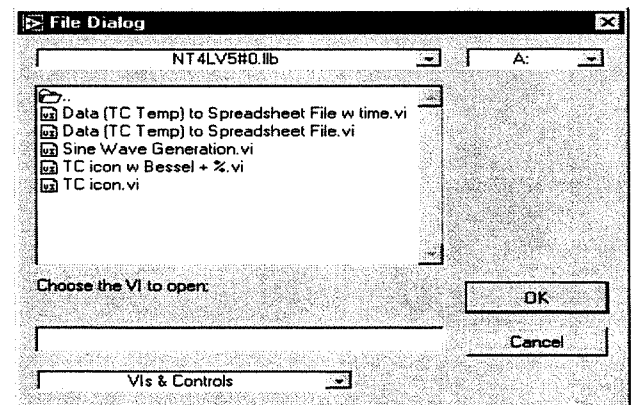 File Dialog
NT4LV5#0.llb
A:
..
Data (TC Temp) to Spreadsheet File w time.vi
Data (TC Temp) to Spreadsheet File.vi
Sine Wave Generation.vi
TC icon w Bessel + %.vi
TC icon.vi
Choose the VI to open:
OK
Cancel
VIs & Controls